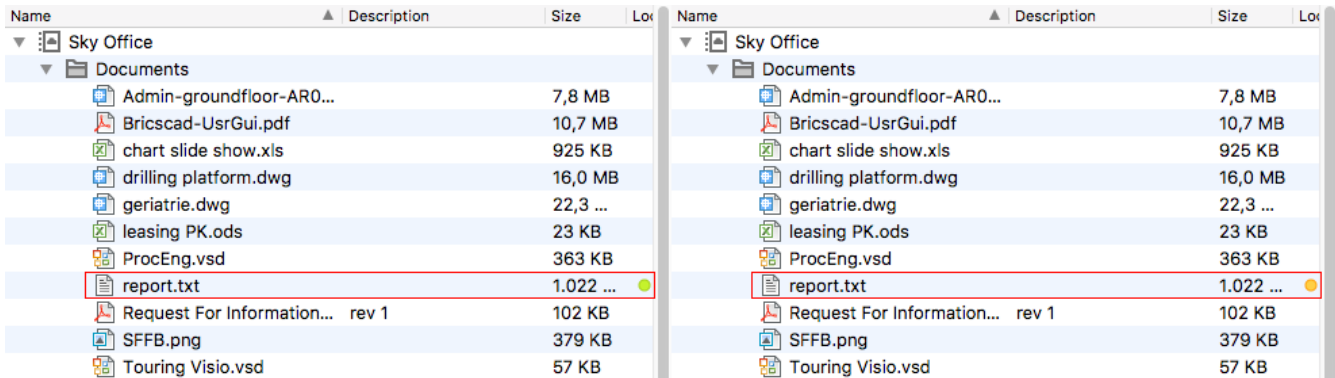 Name Description Size Loc
Sky Office
Documents
Admin-groundfloor-AR0... 7,8 MB
Bricscad-UsrGui.pdf 10,7 MB
chart slide show.xls 925 KB
drilling platform.dwg 16,0 MB
geriatrie.dwg 22,3 ...
leasing PK.ods 23 KB
ProcEng.vsd 363 KB
report.txt 1.022 ...
Request For Information... rev 1 102 KB
SFFB.png 379 KB
Touring Visio.vsd 57 KB
Name Description Size Loc
Sky Office
Documents
Admin-groundfloor-AR0... 7,8 MB
Bricscad-UsrGui.pdf 10,7 MB
chart slide show.xls 925 KB
drilling platform.dwg 16,0 MB
geriatrie.dwg 22,3 ...
leasing PK.ods 23 KB
ProcEng.vsd 363 KB
report.txt 1.022 ...
Request For Information... rev 1 102 KB
SFFB.png 379 KB
Touring Visio.vsd 57 KB